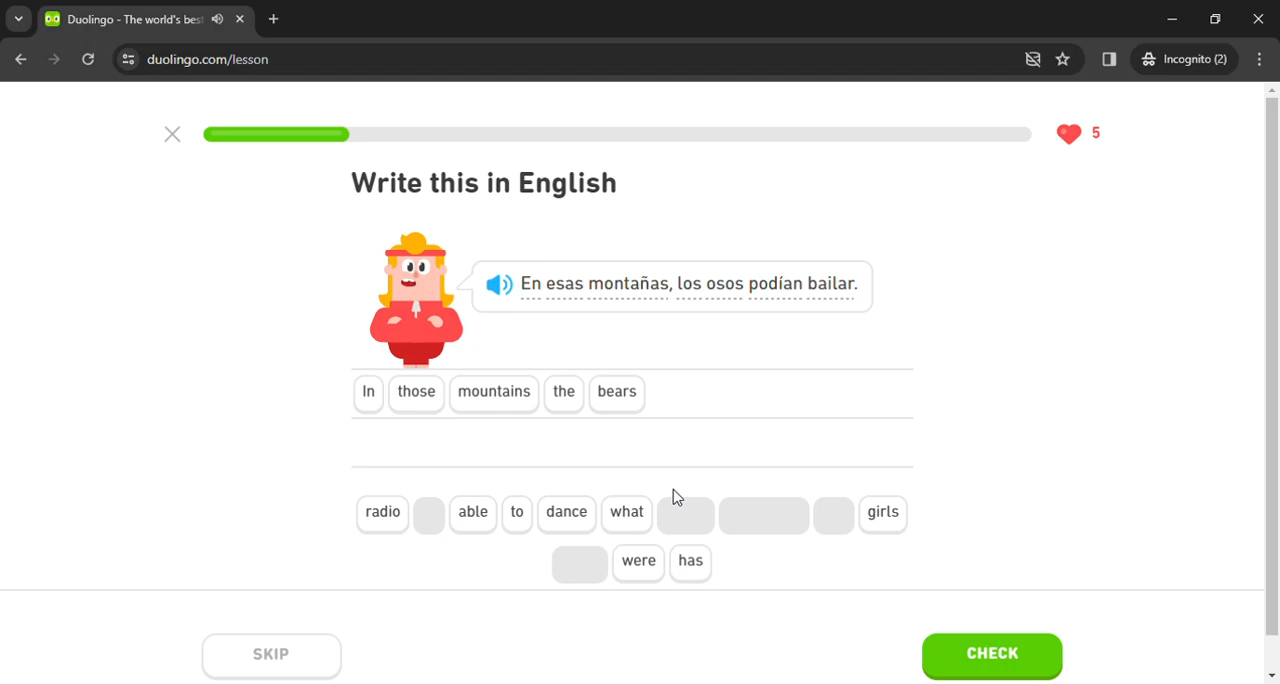 Duolingo - The world's bes
duolingo.com/lesson
Incognito (2)
5
Write this in English
En esas montañas, los osos podían bailar.
In those mountains the bears
radio able to dance what girls
were has
SKIP
CHECK